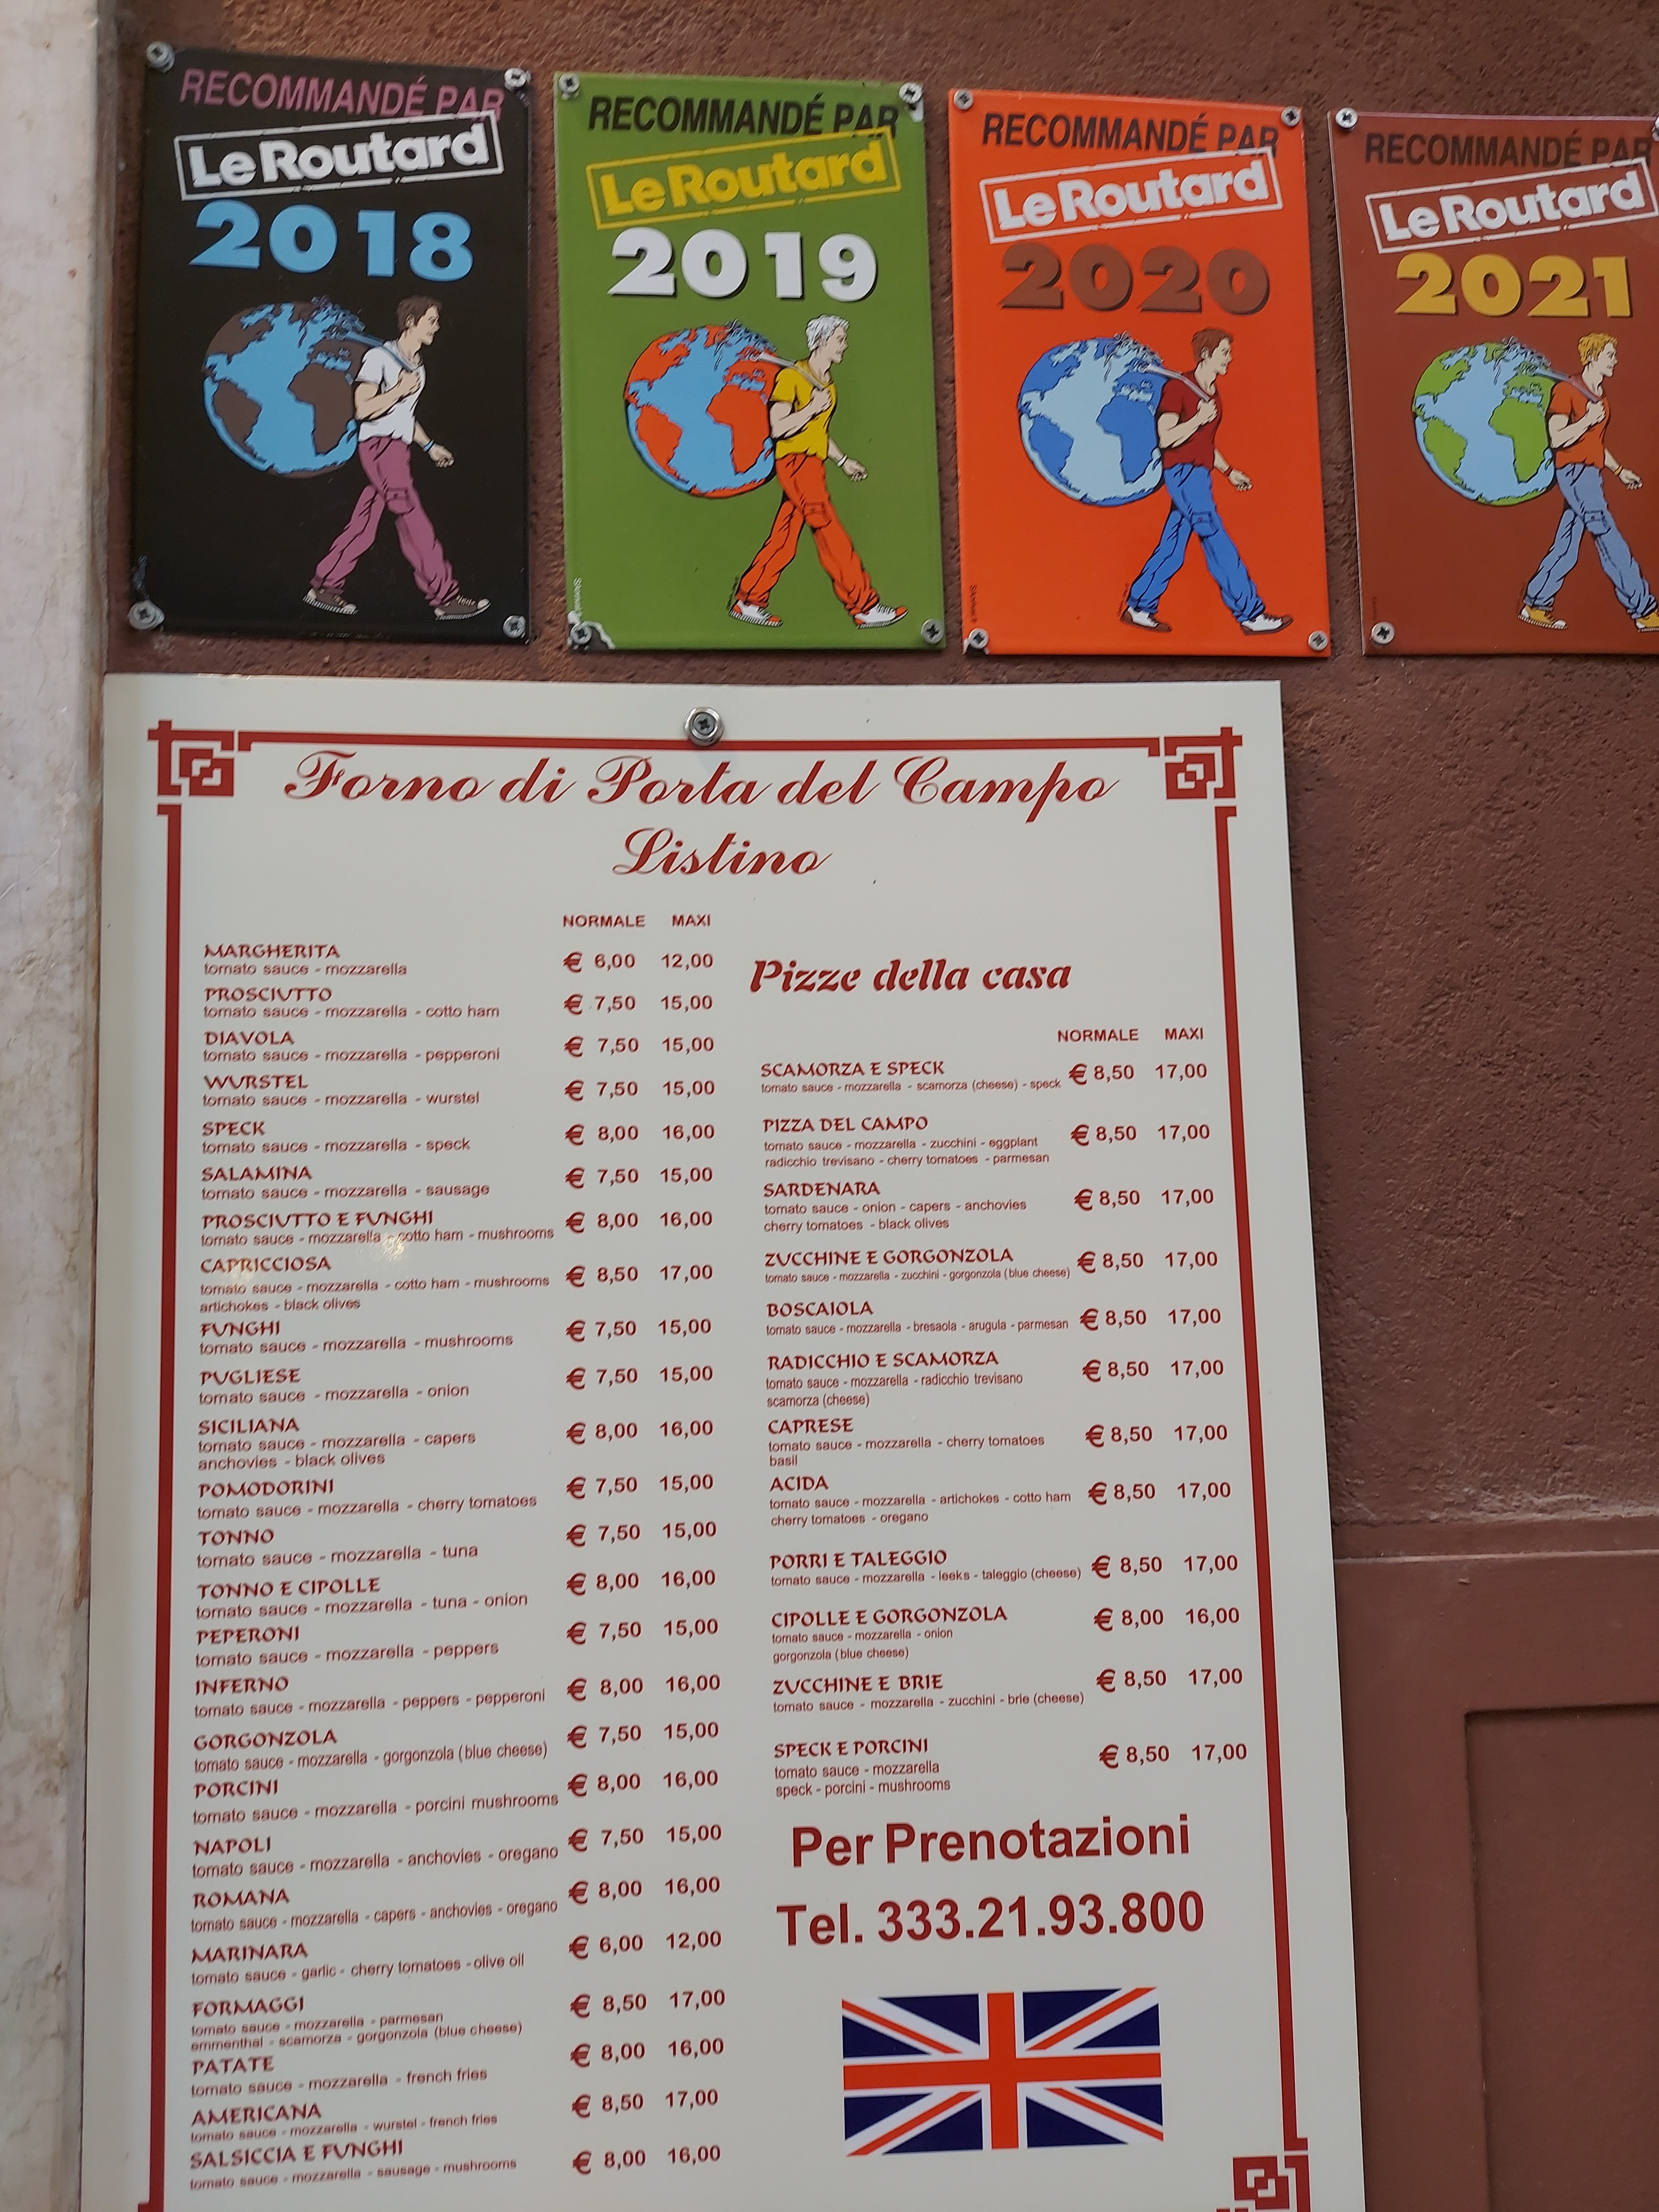 RECOMMANDÉ PAR
Le Routard
2018
RECOMMANDÉ PAR
Le Routard
2019
RECOMMANDÉ PAR
Le Routard
2020
RECOMMANDÉ PAR
Le Routard
2021
Forno di Porta del Campo
Listino
NORMALE MAXI
MARGHERITA
tomato sauce - mozzarella € 6,00 12,00
PROSCIUTTO
tomato sauce - mozzarella - cotto ham € 7,50 15,00
DIAVOLA
tomato sauce - mozzarella - pepperoni € 7,50 15,00
WURSTEL
tomato sauce - mozzarella - wurstel € 7,50 15,00
SPECK
tomato sauce - mozzarella - speck € 8,00 16,00
SALAMINA
tomato sauce - mozzarella - sausage € 7,50 15,00
PROSCIUTTO E FUNGHI
tomato sauce - mozzarella - cotto ham - mushrooms € 8,00 16,00
CAPRICCIOSA
tomato sauce - mozzarella - cotto ham - mushrooms € 8,50 17,00
artichokes - black olives
FUNGHI
tomato sauce - mozzarella - mushrooms € 7,50 15,00
PUGLIESE
tomato sauce - mozzarella - onion € 7,50 15,00
SICILIANA
tomato sauce - mozzarella - capers € 8,00 16,00
anchovies - black olives
POMODORINI
tomato sauce - mozzarella - cherry tomatoes € 7,50 15,00
TONNO
tomato sauce - mozzarella - tuna € 7,50 15,00
TONNO E CIPOLLE
tomato sauce - mozzarella - tuna - onion € 8,00 16,00
PEPERONI
tomato sauce - mozzarella - peppers € 7,50 15,00
INFERNO
tomato sauce - mozzarella - peppers - pepperoni € 8,00 16,00
GORGONZOLA
tomato sauce - mozzarella - gorgonzola (blue cheese) € 7,50 15,00
PORCINI
tomato sauce - mozzarella - porcini mushrooms € 8,00 16,00
NAPOLI
tomato sauce - mozzarella - anchovies - oregano € 7,50 15,00
ROMANA
tomato sauce - mozzarella - capers - anchovies - oregano € 8,00 16,00
MARINARA
tomato sauce - garlic - cherry tomatoes - olive oil € 6,00 12,00
FORMAGGI
tomato sauce - mozzarella - parmesan € 8,50 17,00
emmenthal - scamorza - gorgonzola (blue cheese)
PATATE
tomato sauce - mozzarella - french fries € 8,00 16,00
AMERICANA
tomato sauce - mozzarella - wurstel - french fries € 8,50 17,00
SALSICCIA E FUNGHI
tomato sauce - mozzarella - sausage - mushrooms € 8,00 16,00
Pizze della casa
NORMALE MAXI
SCAMORZA E SPECK € 8,50 17,00
tomato sauce - mozzarella - scamorza (cheese) - speck
PIZZA DEL CAMPO € 8,50 17,00
tomato sauce - mozzarella - zucchini - eggplant
radicchio trevisano - cherry tomatoes - parmesan
SARDENARA € 8,50 17,00
tomato sauce - onion - capers - anchovies
cherry tomatoes - black olives
ZUCCHINE E GORGONZOLA € 8,50 17,00
tomato sauce - mozzarella - zucchini - gorgonzola (blue cheese)
BOSCAIOLA € 8,50 17,00
tomato sauce - mozzarella - bresaola - arugula - parmesan
RADICCHIO E SCAMORZA € 8,50 17,00
tomato sauce - mozzarella - radicchio trevisano
scamorza (cheese)
CAPRESE € 8,50 17,00
tomato sauce - mozzarella - cherry tomatoes
basil
ACIDA € 8,50 17,00
tomato sauce - mozzarella - artichokes - cotto ham
cherry tomatoes - oregano
PORRI E TALEGGIO € 8,50 17,00
tomato sauce - mozzarella - leeks - taleggio (cheese)
CIPOLLE E GORGONZOLA € 8,00 16,00
tomato sauce - mozzarella - onion
gorgonzola (blue cheese)
ZUCCHINE E BRIE € 8,50 17,00
tomato sauce - mozzarella - zucchini - brie (cheese)
SPECK E PORCINI € 8,50 17,00
tomato sauce - mozzarella
speck - porcini - mushrooms
Per Prenotazioni
Tel. 333.21.93.800